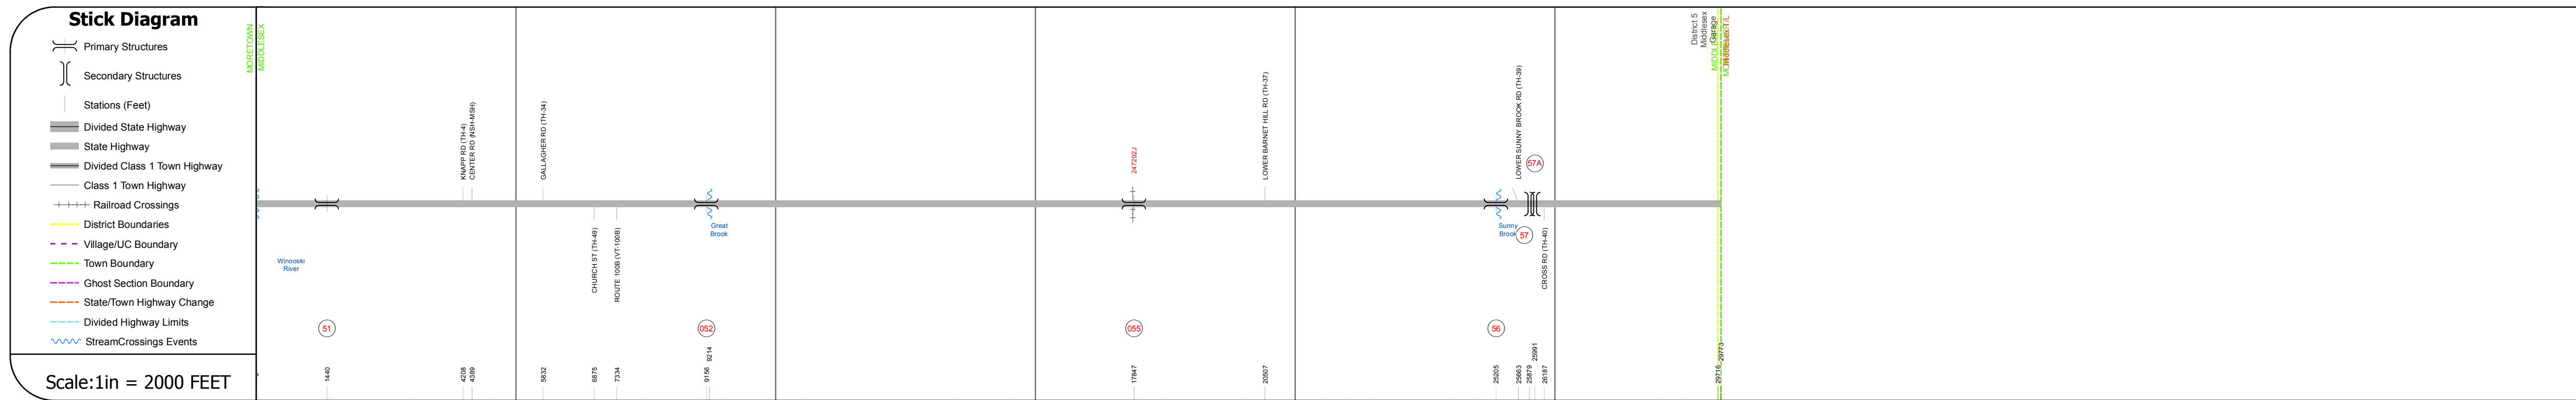 Stick Diagram
Primary Structures
Secondary Structures
Stations (Feet)
Divided State Highway
State Highway
Divided Class 1 Town Highway
Class 1 Town Highway
Railroad Crossings
District Boundaries
Village/UC Boundary
Town Boundary
Ghost Section Boundary
State/Town Highway Change
Divided Highway Limits
StreamCrossings Events
Scale:1in = 2000 FEET
MORETOWN
MIDDLESEX
Winooski
River
51
1440
KNAPP RD (TH-4)
CENTER RD (NSH-MSH)
4208
4389
GALLAGHER RD (TH-34)
5832
CHURCH ST (TH-49)
6875
ROUTE 100B (VT-100B)
7334
Great
Brook
052
9156
9214
247292J
055
17847
LOWER BARNET HILL RD (TH-37)
20507
Sunny
Brook
56
25205
LOWER SUNNY BROOK RD (TH-39)
25663
57
25879
57A
25991
CROSS RD (TH-40)
26187
District 5
Middlesex
Garage
29716
29773